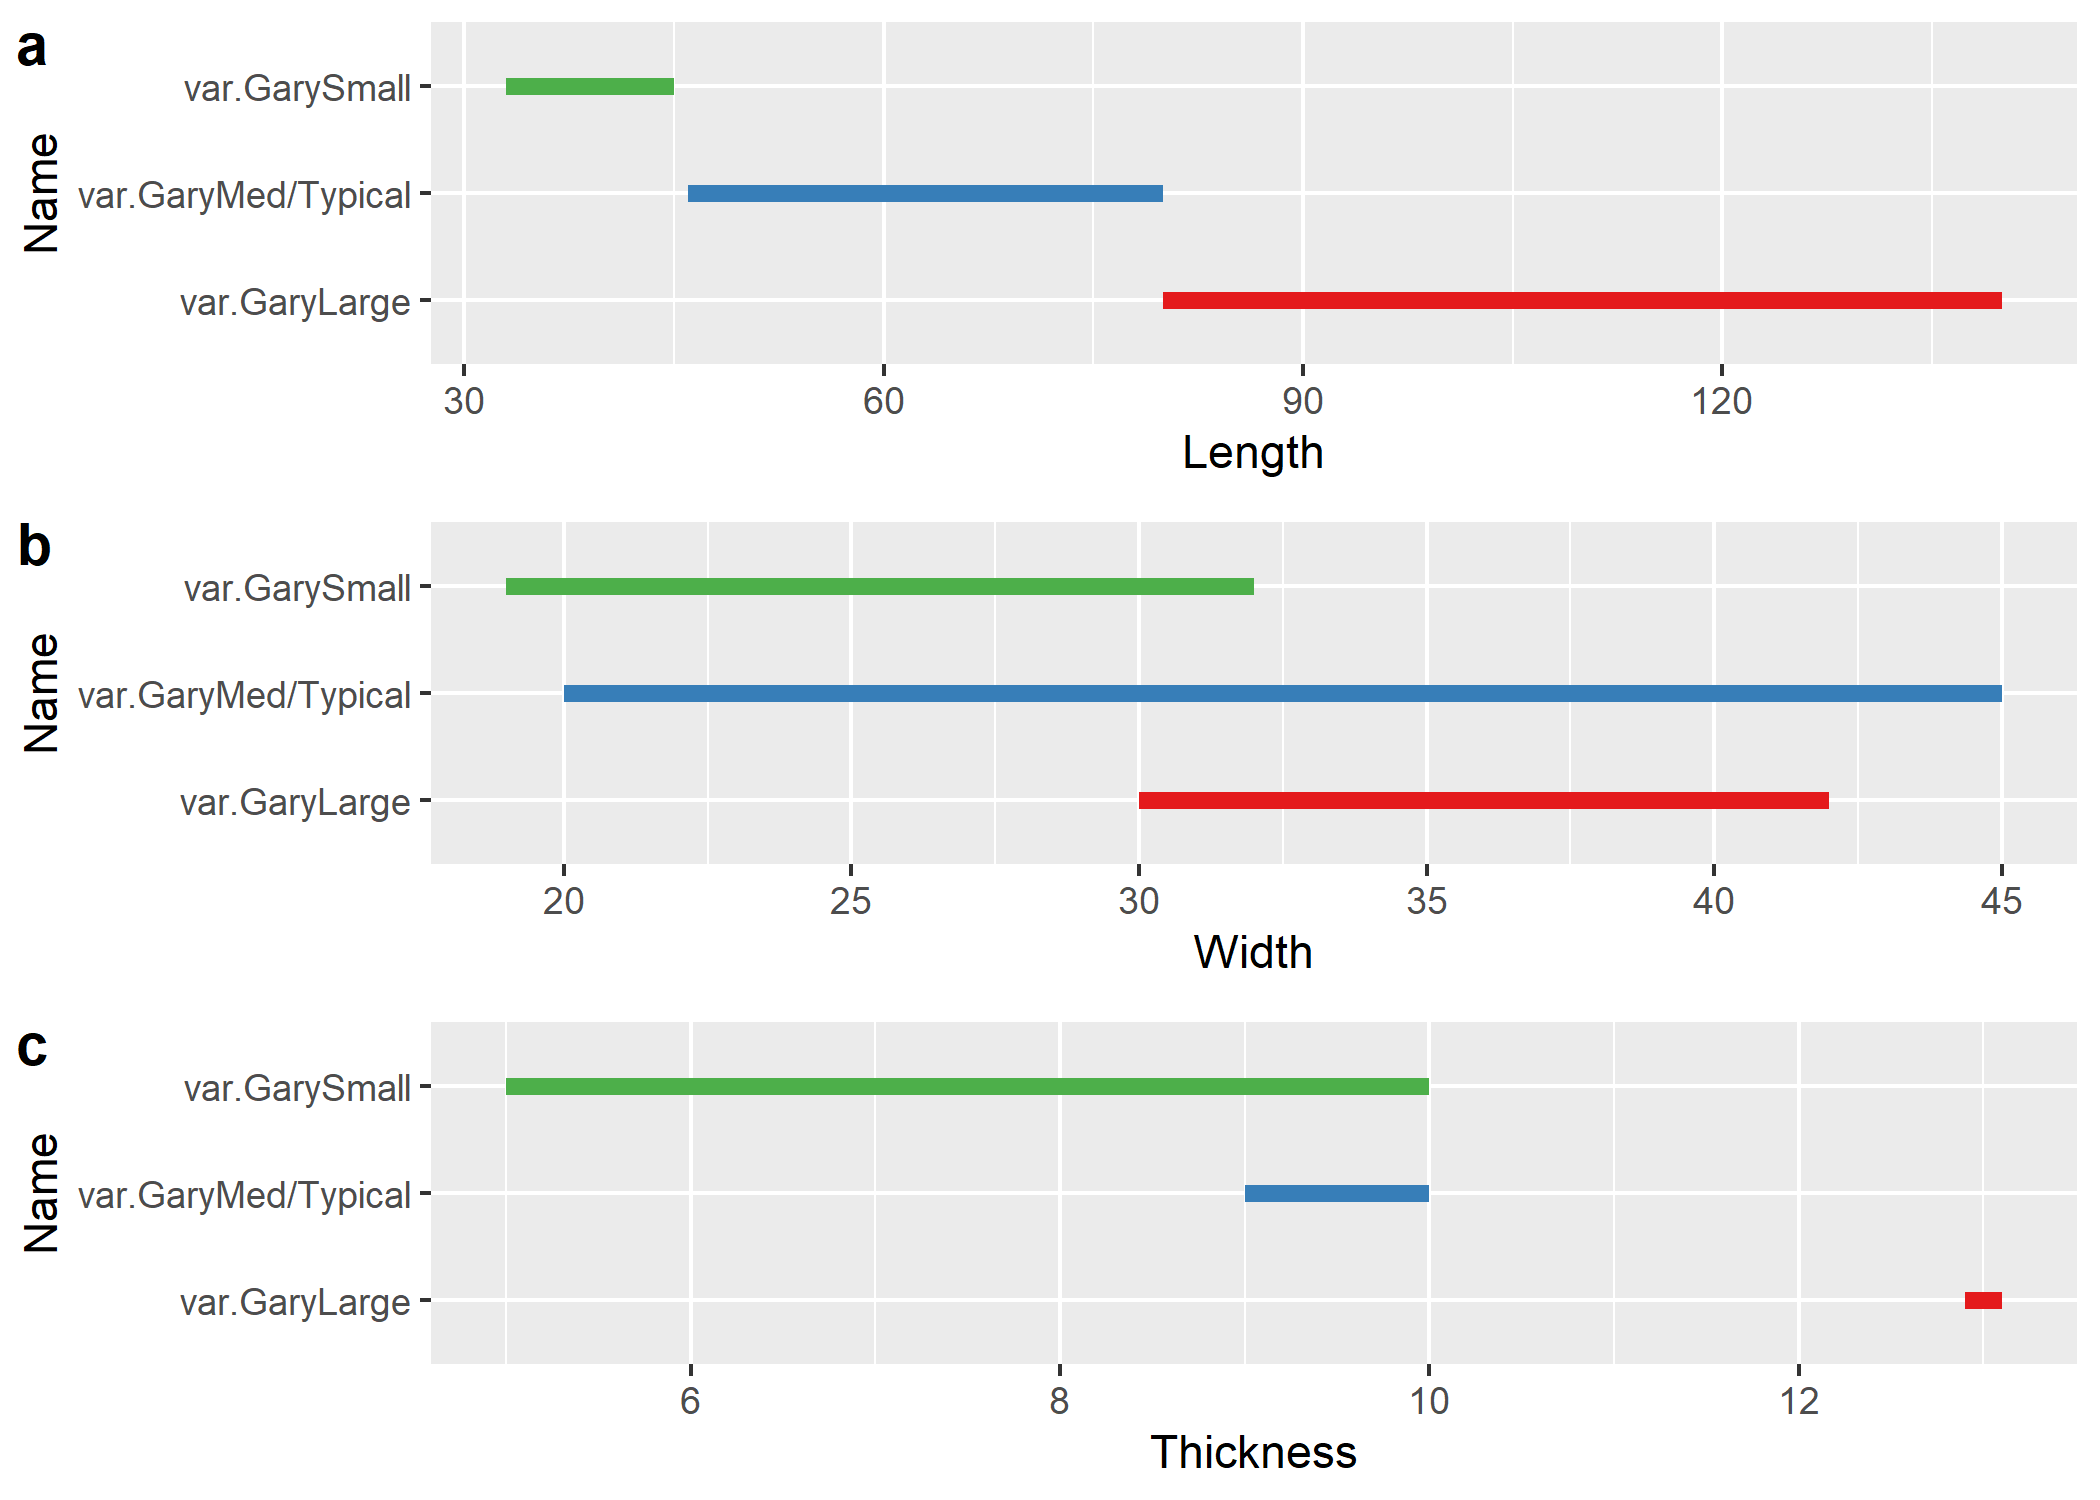 a
Name
var.GarySmall
var.GaryMed/Typical
var.GaryLarge
30 60 90 120
Length
b
Name
var.GarySmall
var.GaryMed/Typical
var.GaryLarge
20 25 30 35 40 45
Width
c
Name
var.GarySmall
var.GaryMed/Typical
var.GaryLarge
6 8 10 12
Thickness